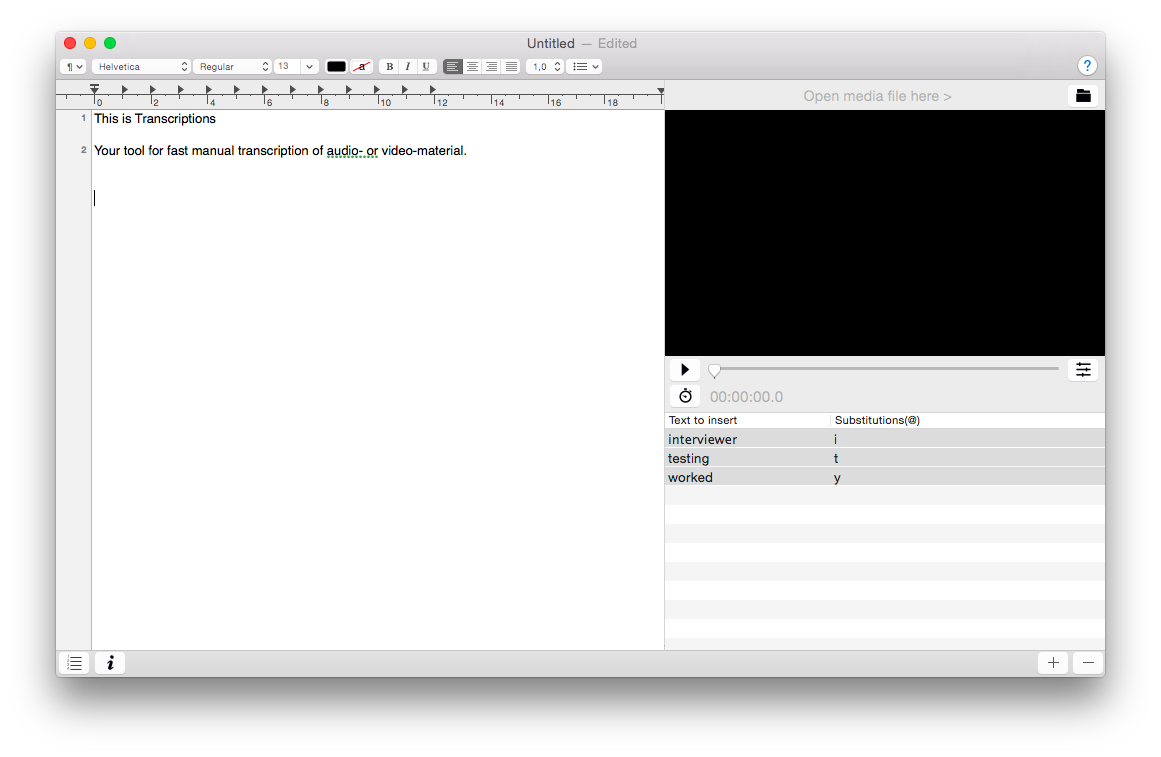 Untitled — Edited
¶ Helvetica Regular 13 a B I U 1,0
?
0 2 4 6 8 10 12 14 16 18
Open media file here >
1 This is Transcriptions
2 Your tool for fast manual transcription of audio- or video-material.
00:00:00.0
Text to insert Substitutions(@)
interviewer i
testing t
worked y
i + −